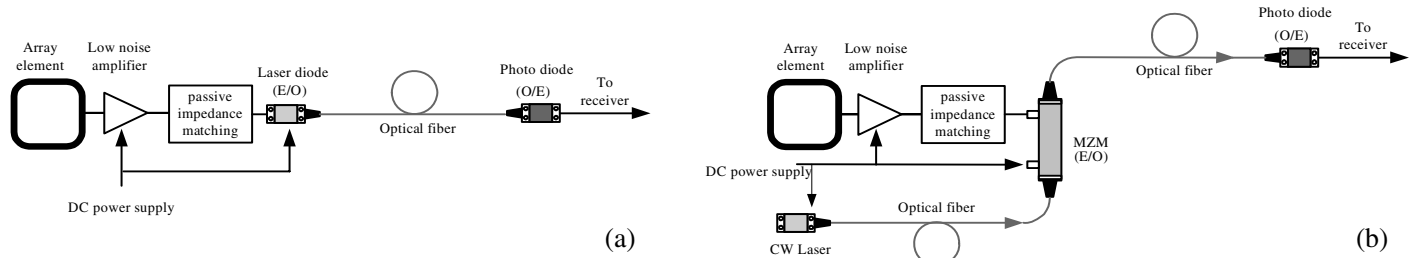 Array
element
Low noise
amplifier
passive
impedance
matching
Laser diode
(E/O)
Optical fiber
Photo diode
(O/E)
To
receiver
DC power supply
(a)
Array
element
Low noise
amplifier
passive
impedance
matching
MZM
(E/O)
Optical fiber
Photo diode
(O/E)
To
receiver
DC power supply
Optical fiber
CW Laser
(b)